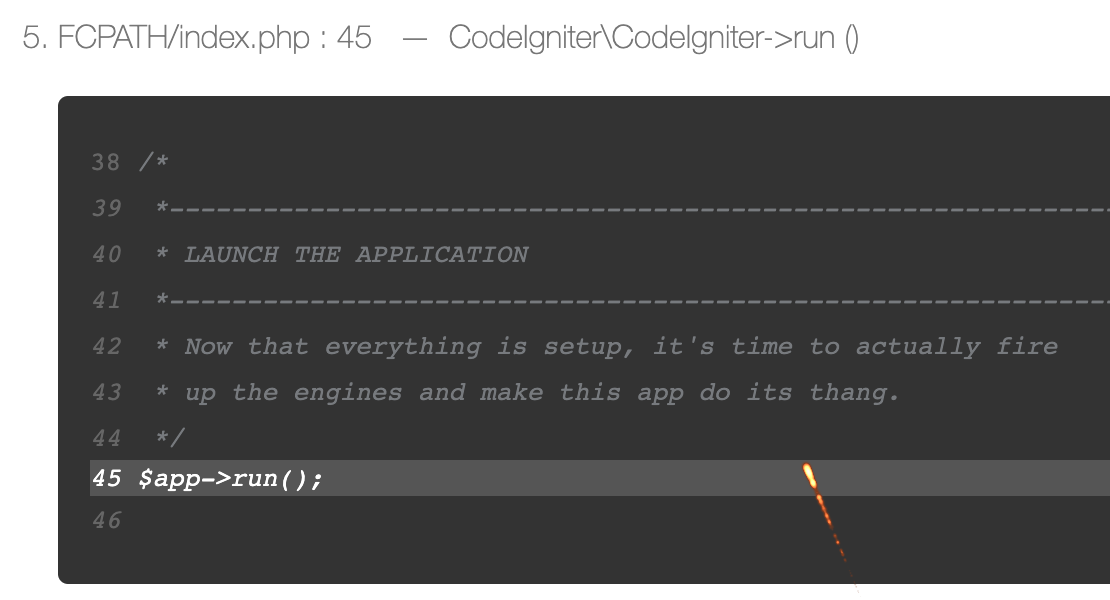 5. FCPATH/index.php : 45 — CodeIgniter\CodeIgniter->run ()
38 /*
39  *---------------------------------------------------------------
40  * LAUNCH THE APPLICATION
41  *---------------------------------------------------------------
42  * Now that everything is setup, it's time to actually fire
43  * up the engines and make this app do its thang.
44  */
45 $app->run();
46